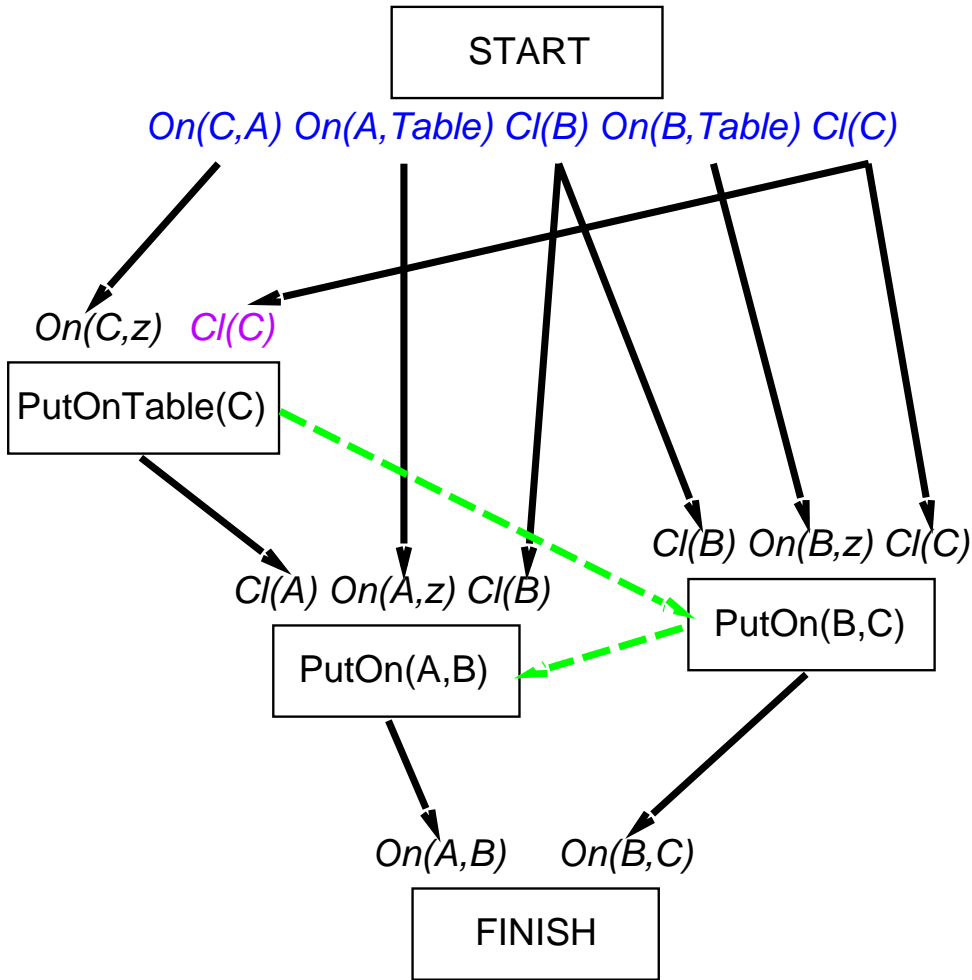 START
On(C,A) On(A,Table) Cl(B) On(B,Table) Cl(C)
On(C,z) Cl(C)
PutOnTable(C)
Cl(B) On(B,z) Cl(C)
Cl(A) On(A,z) Cl(B)
PutOn(B,C)
PutOn(A,B)
On(A,B) On(B,C)
FINISH